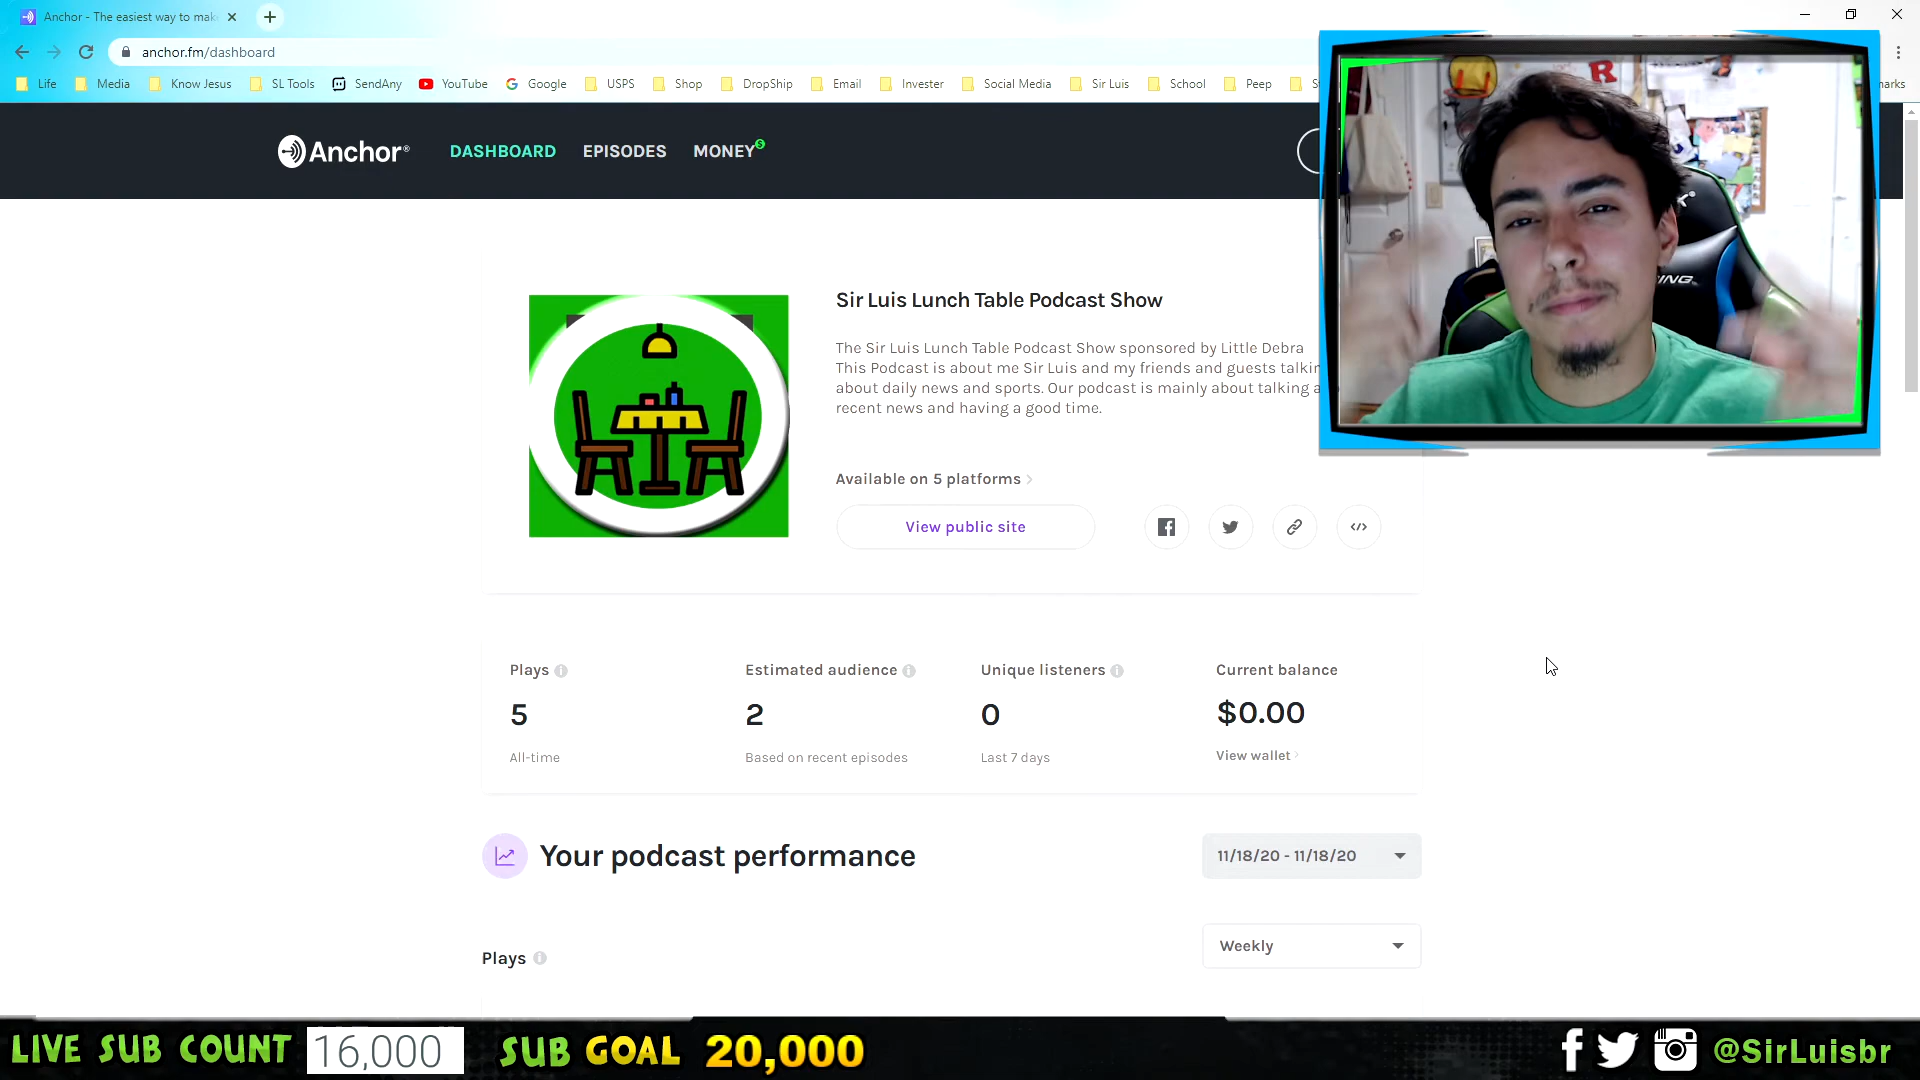 Anchor - The easiest way to mak
anchor.fm/dashboard
Life Media Know Jesus SL Tools SendAny YouTube Google USPS Shop DropShip Email Invester Social Media Sir Luis School Peep
Anchor® DASHBOARD EPISODES MONEY
R
Sir Luis Lunch Table Podcast Show
The Sir Luis Lunch Table Podcast Show sponsored by Little Debra
This Podcast is about me Sir Luis and my friends and guests talkin
about daily news and sports. Our podcast is mainly about talking a
recent news and having a good time.
Available on 5 platforms
View public site
Plays Estimated audience Unique listeners Current balance
5 2 0 $0.00
All-time Based on recent episodes Last 7 days View wallet
Your podcast performance 11/18/20 - 11/18/20
Weekly
Plays
LIVE SUB COUNT 16,000 SUB GOAL 20,000 @SirLuisbr